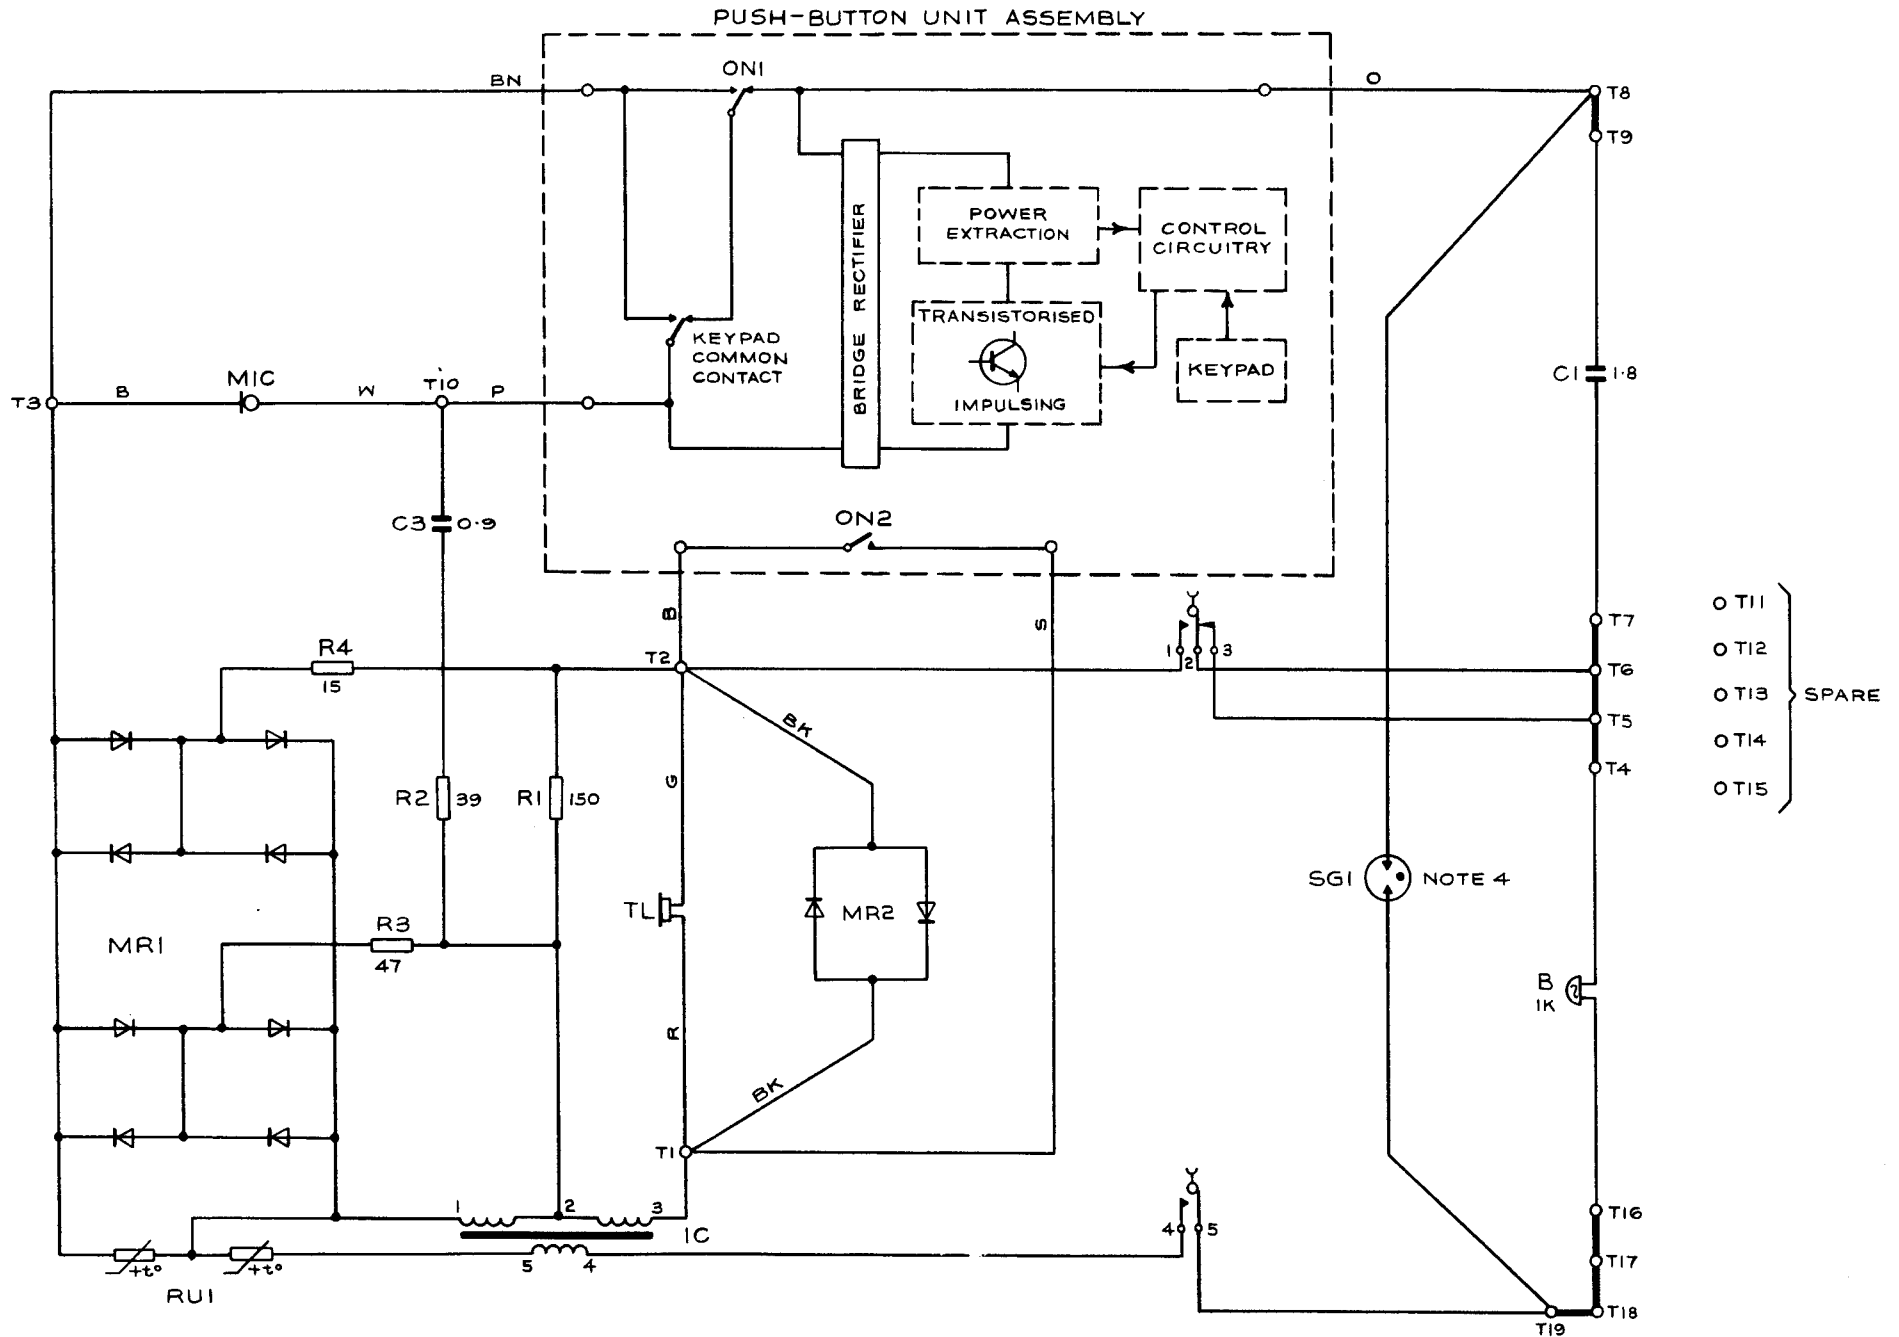 PUSH-BUTTON UNIT ASSEMBLY
BN
ON1
O
T8
T9
POWER
EXTRACTION
CONTROL
CIRCUITRY
BRIDGE RECTIFIER
TRANSISTORISED
IMPULSING
KEYPAD
KEYPAD
COMMON
CONTACT
T3
B
MIC
W
T10
P
C1
1·8
C3
0·9
ON2
B
S
T7
1
2
3
T6
T5
T4
T11
T12
T13
T14
T15
SPARE
R4
15
T2
BK
G
R2
39
R1
150
TL
MR2
SG1
NOTE 4
MR1
R3
47
B
1K
R
BK
T1
1
2
3
1C
5
4
+t°
+t°
RU1
4
5
T16
T17
T18
T19